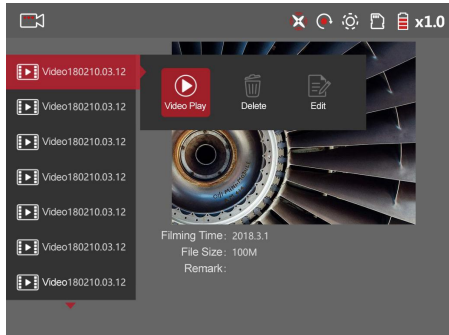 x1.0
Video180210.03.12
Video180210.03.12
Video180210.03.12
Video180210.03.12
Video180210.03.12
Video180210.03.12
Video180210.03.12
Video Play
Delete
Edit
Filming Time: 2018.3.1
File Size: 100M
Remark: